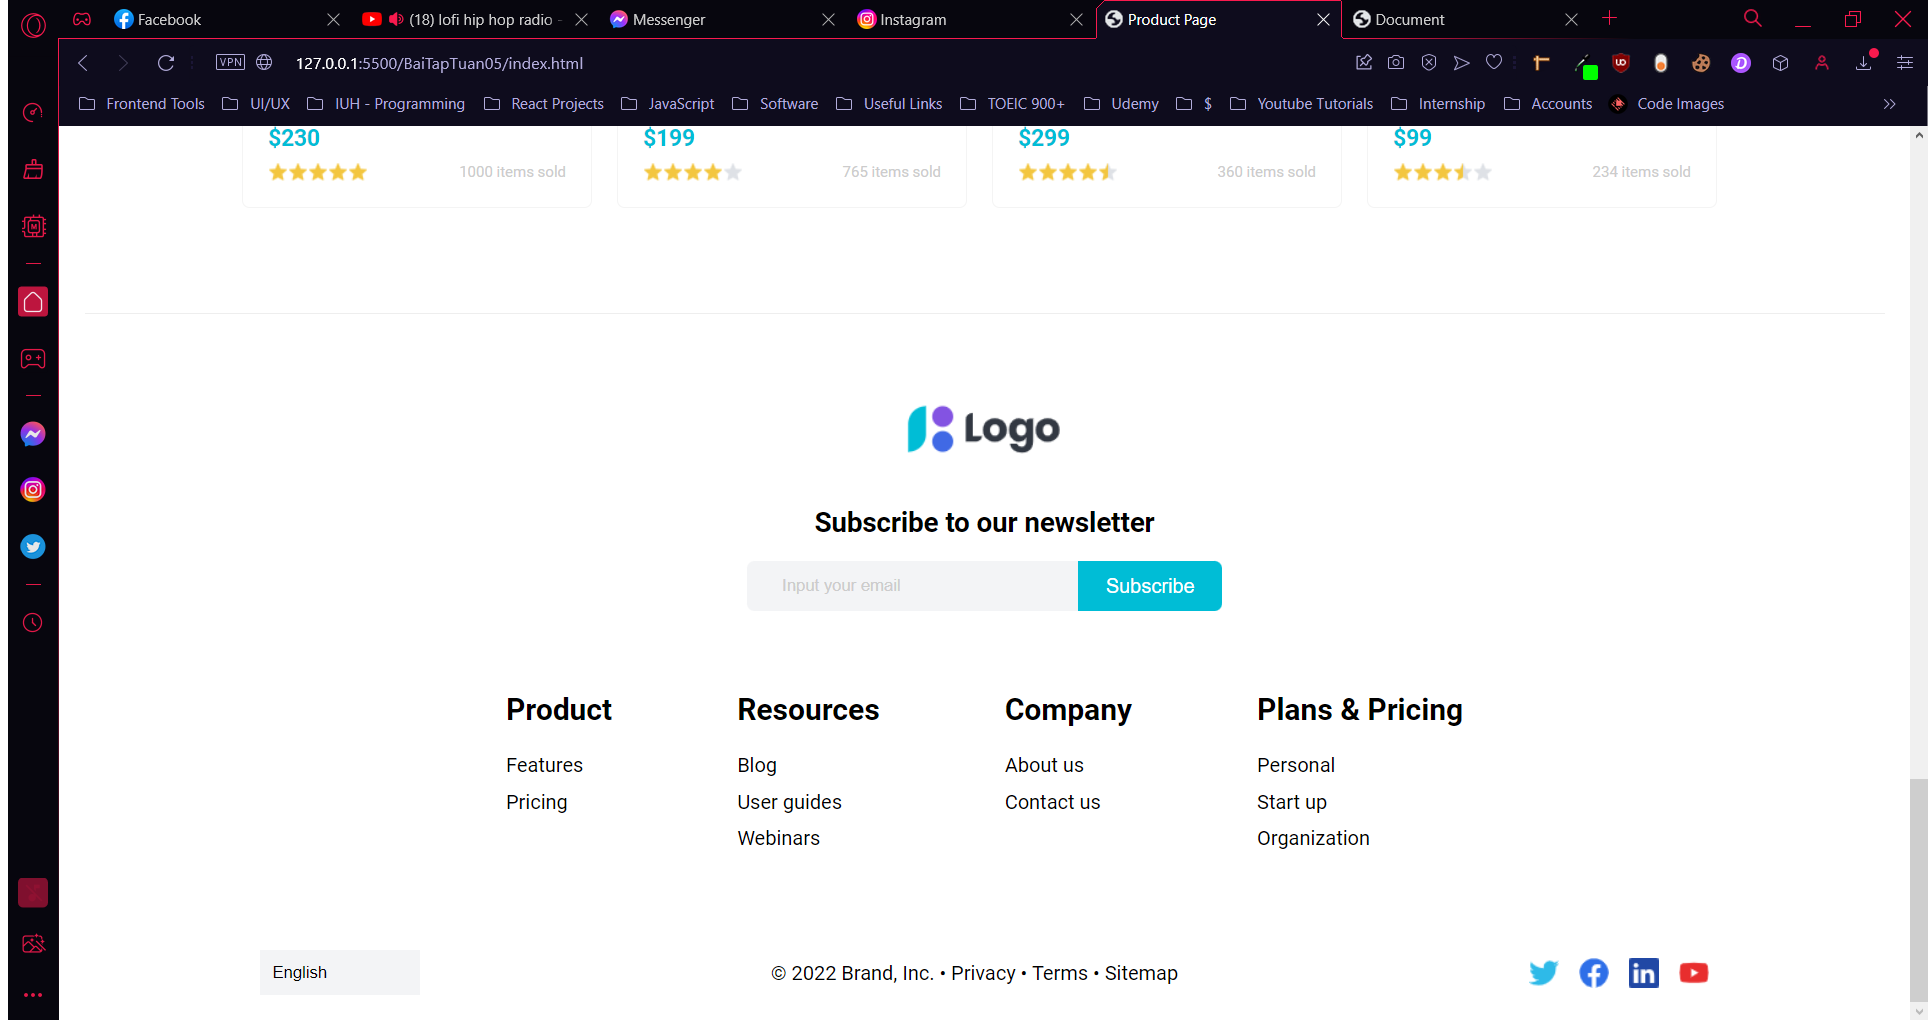 Facebook (18) lofi hip hop radio - Messenger Instagram Product Page Document
VPN 127.0.0.1:5500/BaiTapTuan05/index.html
Frontend Tools UI/UX IUH - Programming React Projects JavaScript Software Useful Links TOEIC 900+ Udemy $ Youtube Tutorials Internship Accounts Code Images
$230 $199 $299 $99
1000 items sold 765 items sold 360 items sold 234 items sold
Logo
Subscribe to our newsletter
Input your email Subscribe
Product Resources Company Plans & Pricing
Features Blog About us Personal
Pricing User guides Contact us Start up
Webinars Organization
English © 2022 Brand, Inc. • Privacy • Terms • Sitemap